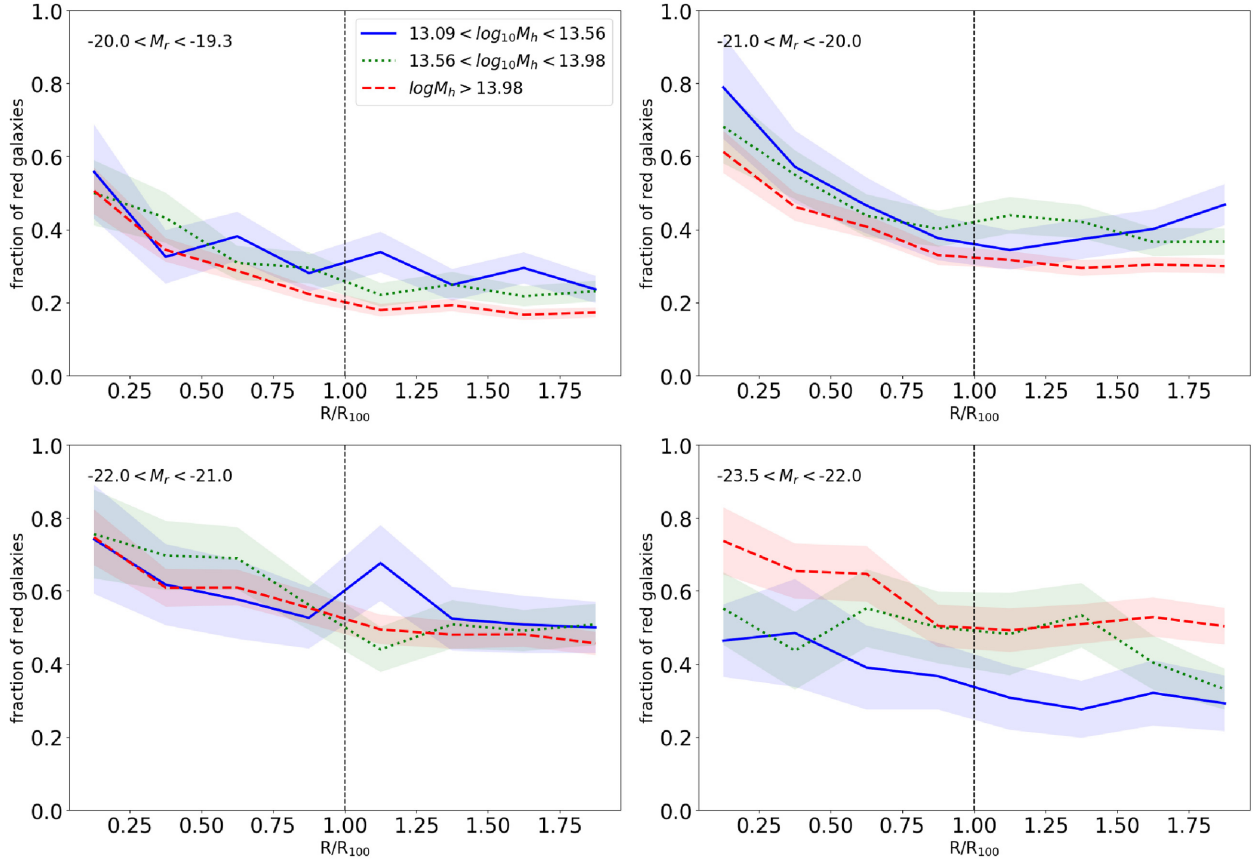 -20.0 < M_r < -19.3
13.09 < log_10 M_h < 13.56
13.56 < log_10 M_h < 13.98
logM_h > 13.98
fraction of red galaxies
1.0
0.8
0.6
0.4
0.2
0.0
0.25 0.50 0.75 1.00 1.25 1.50 1.75
R/R_100
-21.0 < M_r < -20.0
fraction of red galaxies
1.0
0.8
0.6
0.4
0.2
0.0
0.25 0.50 0.75 1.00 1.25 1.50 1.75
R/R_100
-22.0 < M_r < -21.0
fraction of red galaxies
1.0
0.8
0.6
0.4
0.2
0.0
0.25 0.50 0.75 1.00 1.25 1.50 1.75
R/R_100
-23.5 < M_r < -22.0
fraction of red galaxies
1.0
0.8
0.6
0.4
0.2
0.0
0.25 0.50 0.75 1.00 1.25 1.50 1.75
R/R_100